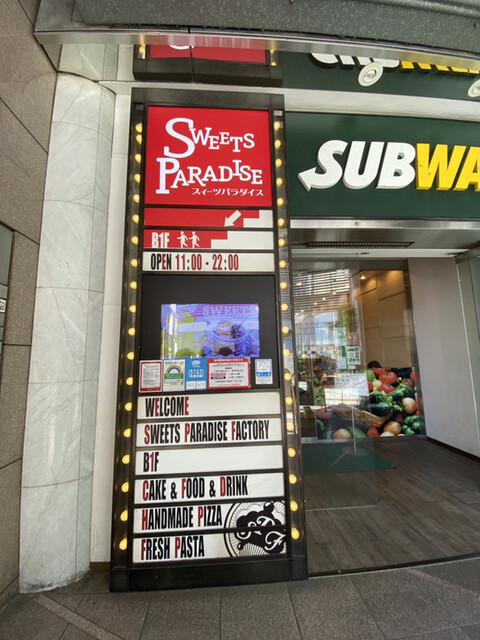 SWEETS
PARADISE
スイーツパラダイス
B1F
OPEN 11:00 - 22:00
SWEETS
WELCOME
SWEETS PARADISE FACTORY
B1F
CAKE & FOOD & DRINK
HANDMADE PIZZA
FRESH PASTA
SUBWA